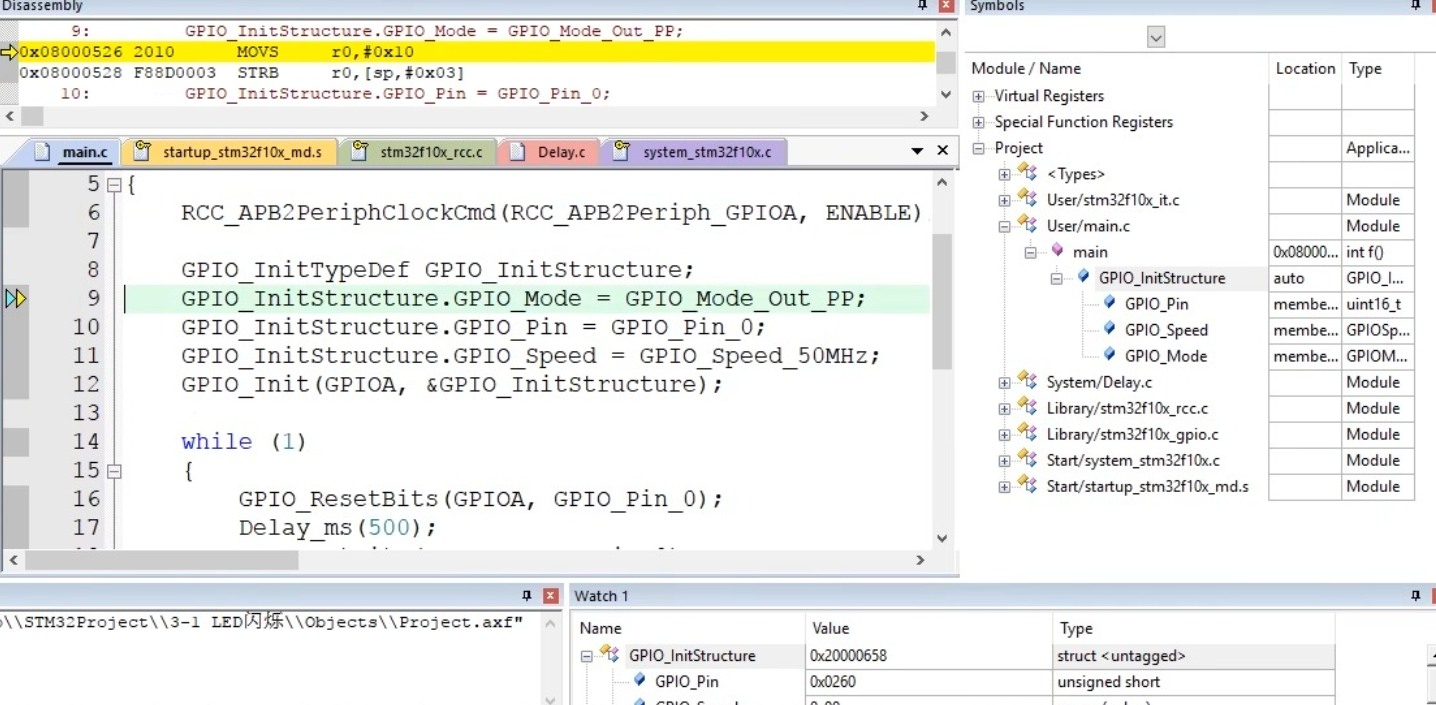 Disassembly
9: GPIO_InitStructure.GPIO_Mode = GPIO_Mode_Out_PP;
0x08000526 2010 MOVS r0,#0x10
0x08000528 F88D0003 STRB r0,[sp,#0x03]
10: GPIO_InitStructure.GPIO_Pin = GPIO_Pin_0;
main.c startup_stm32f10x_md.s stm32f10x_rcc.c Delay.c system_stm32f10x.c
5 {
6 RCC_APB2PeriphClockCmd(RCC_APB2Periph_GPIOA, ENABLE)
7
8 GPIO_InitTypeDef GPIO_InitStructure;
9 GPIO_InitStructure.GPIO_Mode = GPIO_Mode_Out_PP;
10 GPIO_InitStructure.GPIO_Pin = GPIO_Pin_0;
11 GPIO_InitStructure.GPIO_Speed = GPIO_Speed_50MHz;
12 GPIO_Init(GPIOA, &GPIO_InitStructure);
13
14 while (1)
15 {
16 GPIO_ResetBits(GPIOA, GPIO_Pin_0);
17 Delay_ms(500);
Symbols
Module / Name Location Type
Virtual Registers
Special Function Registers
Project Applica...
<Types>
User/stm32f10x_it.c Module
User/main.c Module
main 0x08000... int f()
GPIO_InitStructure auto GPIO_I...
GPIO_Pin membe... uint16_t
GPIO_Speed membe... GPIOSp...
GPIO_Mode membe... GPIOM...
System/Delay.c Module
Library/stm32f10x_rcc.c Module
Library/stm32f10x_gpio.c Module
Start/system_stm32f10x.c Module
Start/startup_stm32f10x_md.s Module
\\STM32Project\\3-1 LED闪烁\\Objects\\Project.axf"
Watch 1
Name Value Type
GPIO_InitStructure 0x20000658 struct <untagged>
GPIO_Pin 0x0260 unsigned short